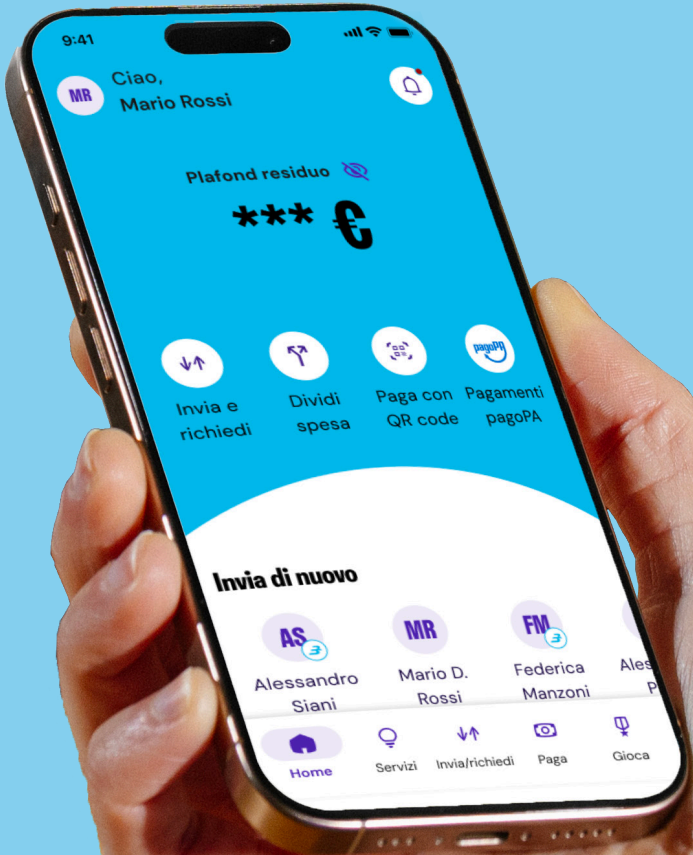 9:41
MR
Ciao,
Mario Rossi
Plafond residuo
*** €
pagoPA
Invia e
richiedi
Dividi
spesa
Paga con
QR code
Pagamenti
pagoPA
Invia di nuovo
AS
MR
FM
Alessandro
Siani
Mario D.
Rossi
Federica
Manzoni
Ales
P
Home
Servizi
Invia/richiedi
Paga
Gioca